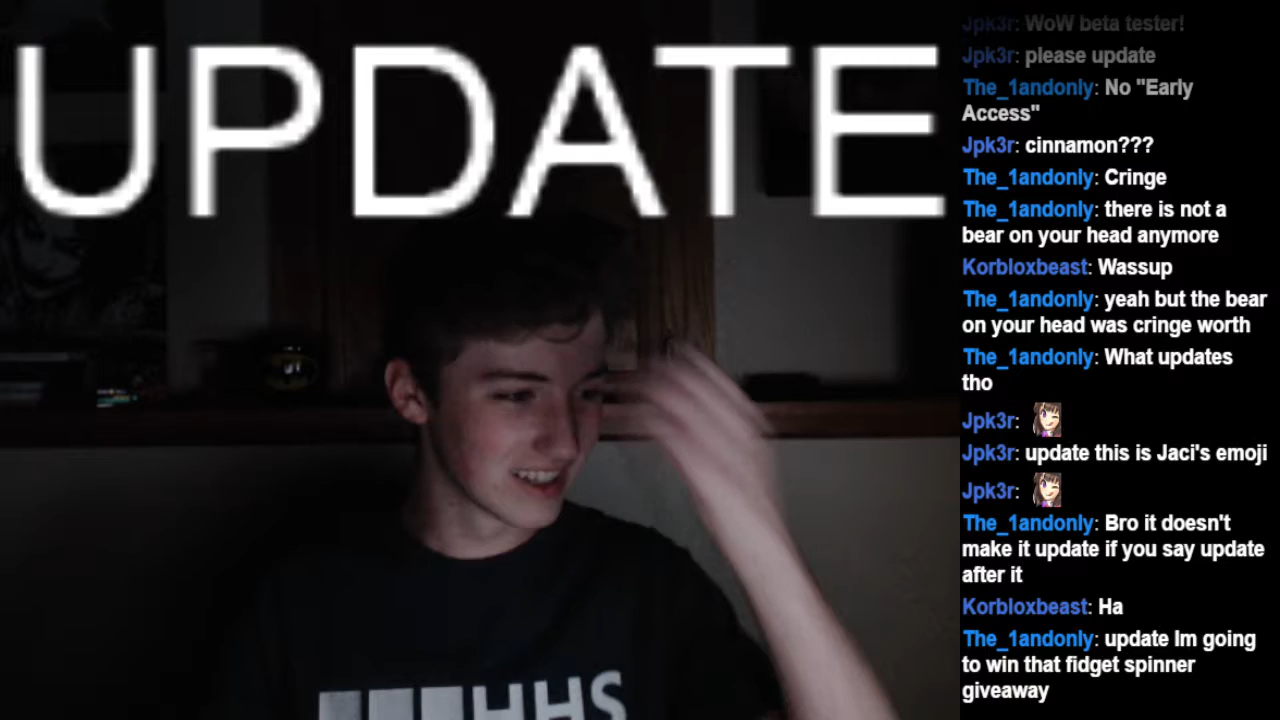 UPDATE
HHS
Jpk3r: WoW beta tester!
Jpk3r: please update
The_1andonly: No "Early
Access"
Jpk3r: cinnamon???
The_1andonly: Cringe
The_1andonly: there is not a
bear on your head anymore
Korbloxbeast: Wassup
The_1andonly: yeah but the bear
on your head was cringe worth
The_1andonly: What updates
tho
Jpk3r:
Jpk3r: update this is Jaci's emoji
Jpk3r:
The_1andonly: Bro it doesn't
make it update if you say update
after it
Korbloxbeast: Ha
The_1andonly: update Im going
to win that fidget spinner
giveaway